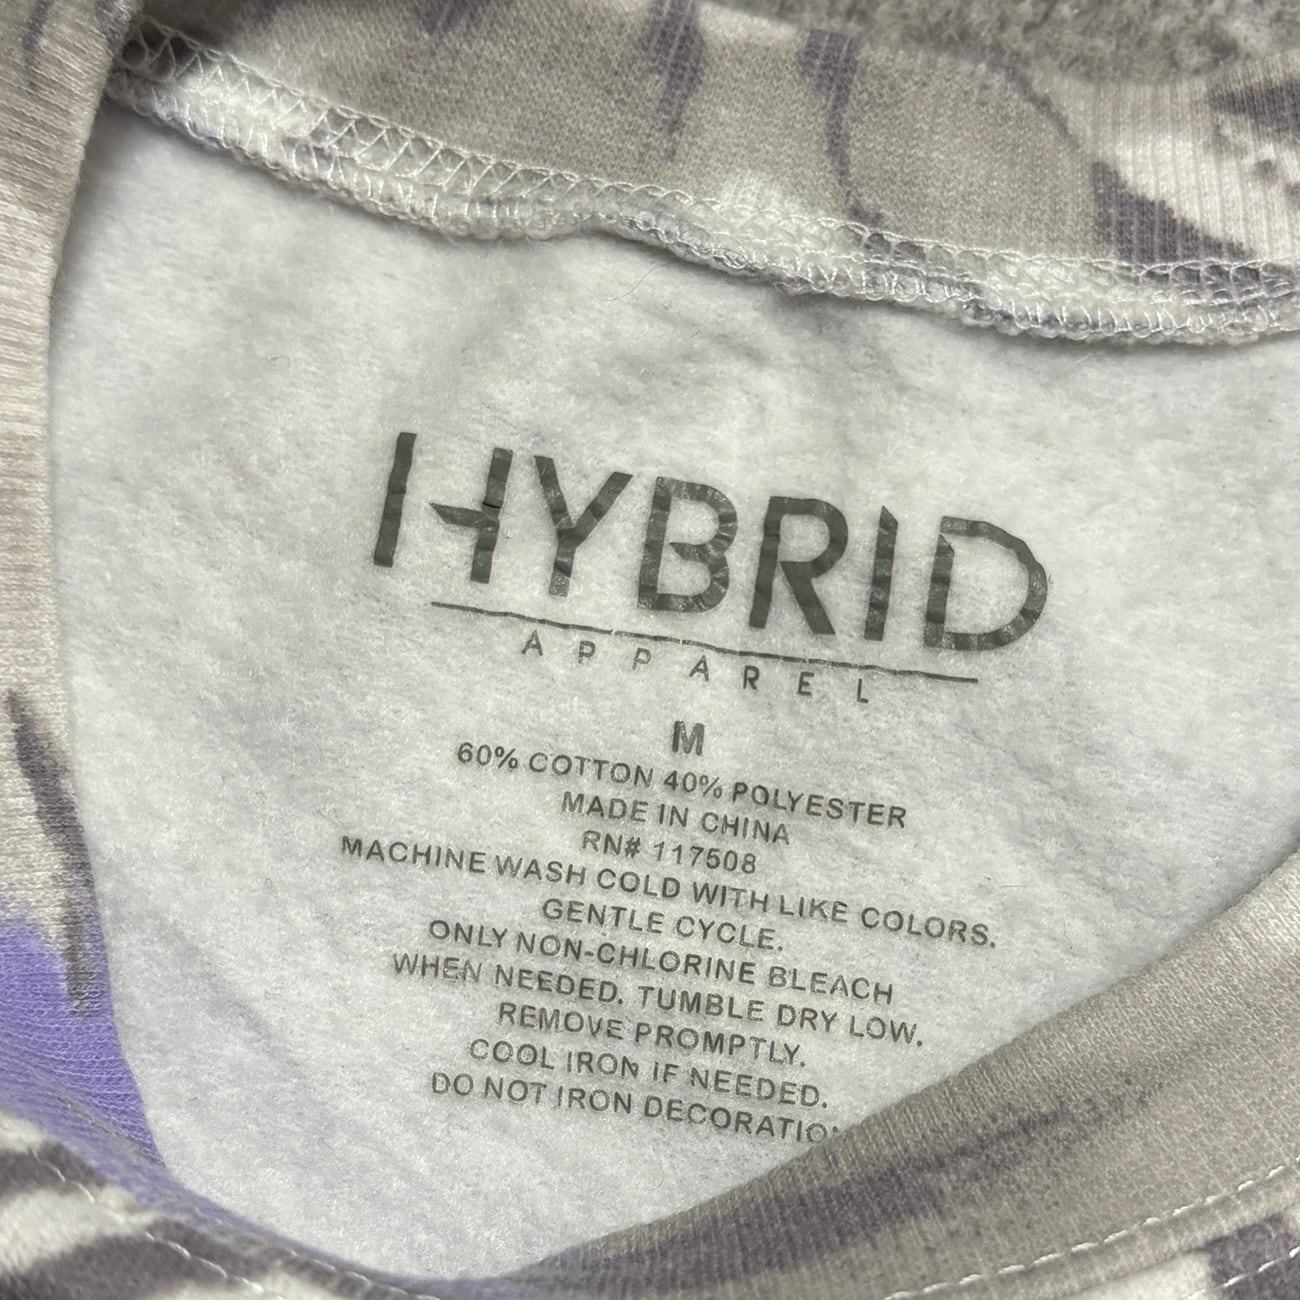 HYBRID
APPAREL
M
60% COTTON 40% POLYESTER
MADE IN CHINA
RN# 117508
MACHINE WASH COLD WITH LIKE COLORS.
GENTLE CYCLE.
ONLY NON-CHLORINE BLEACH
WHEN NEEDED. TUMBLE DRY LOW.
REMOVE PROMPTLY.
COOL IRON IF NEEDED.
DO NOT IRON